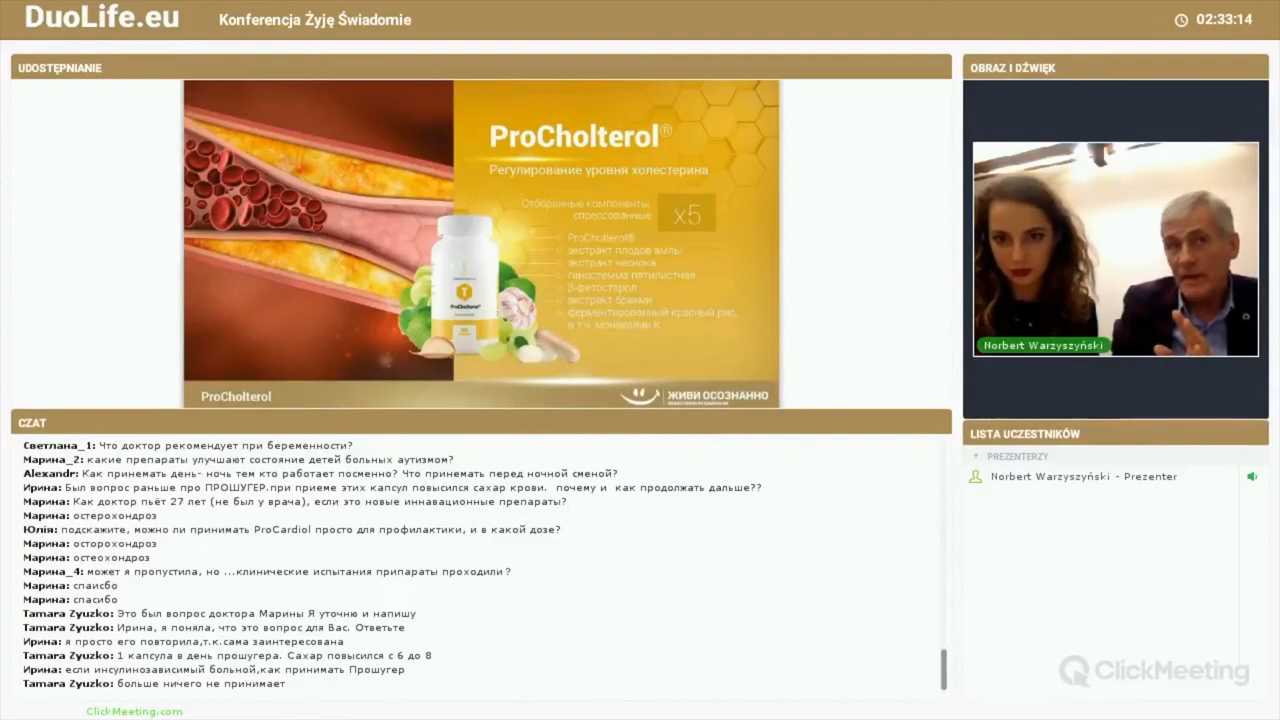 DuoLife.eu
Konferencja Żyję Świadomie
02:33:14
UDOSTĘPNIANIE
ProCholterol®
Регулирование уровня холестерина
Отобранные компоненты,
спрессованные
x5
ProCholterol®
экстракт плодов амлы
экстракт чеснока
гиностемма пятилистная
β-фитостерол
экстракт брахми
ферментированный красный рис,
в т.ч. монаколин К
T
ProCholterol®
ProCholterol
ЖИВИ ОСОЗНАННО
OBRAZ I DŹWIĘK
Norbert Warzyszyński
CZAT
Светлана_1: Что доктор рекомендует при беременности?
Марина_2: какие препараты улучшают состояние детей больных аутизмом?
Alexandr: Как принемать день- ночь тем кто работает посменно? Что принемать перед ночной сменой?
Ирина: Был вопрос раньше про ПРОШУГЕР.при приеме этих капсул повысился сахар крови.  почему и  как продолжать дальше??
Марина: Как доктор пьёт 27 лет (не был у врача), если это новые иннавационные препараты?
Марина: остерохондроз
Юлія: подскажите, можно ли принимать ProCardiol просто для профилактики, и в какой дозе?
Марина: осторохондроз
Марина: остеохондроз
Марина_4: может я пропустила, но ...клинические испытания припараты проходили?
Марина: спаисбо
Марина: спасибо
Tamara Zyuzko: Это был вопрос доктора Марины Я уточню и напишу
Tamara Zyuzko: Ирина, я поняла, что это вопрос для Вас. Ответьте
Ирина: я просто его повторила,т.к.сама заинтересована
Tamara Zyuzko: 1 капсула в день прошугера. Сахар повысился с 6 до 8
Ирина: если инсулинозависимый больной,как принимать Прошугер
Tamara Zyuzko: больше ничего не принимает
LISTA UCZESTNIKÓW
PREZENTERZY
Norbert Warzyszyński - Prezenter
ClickMeeting
ClickMeeting.com